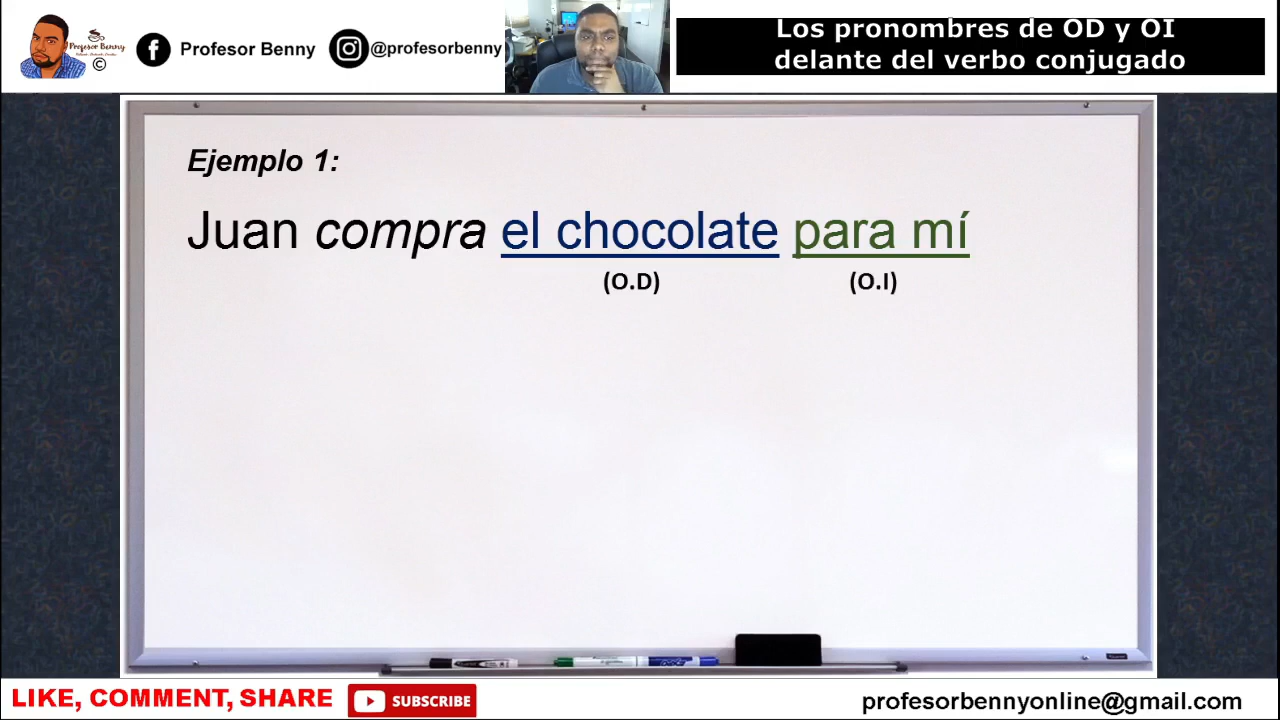 Profesor Benny
©
Profesor Benny
@profesorbenny
Los pronombres de OD y OI
delante del verbo conjugado
Ejemplo 1:
Juan compra el chocolate para mí
(O.D) (O.I)
LIKE, COMMENT, SHARE
SUBSCRIBE
profesorbennyonline@gmail.com